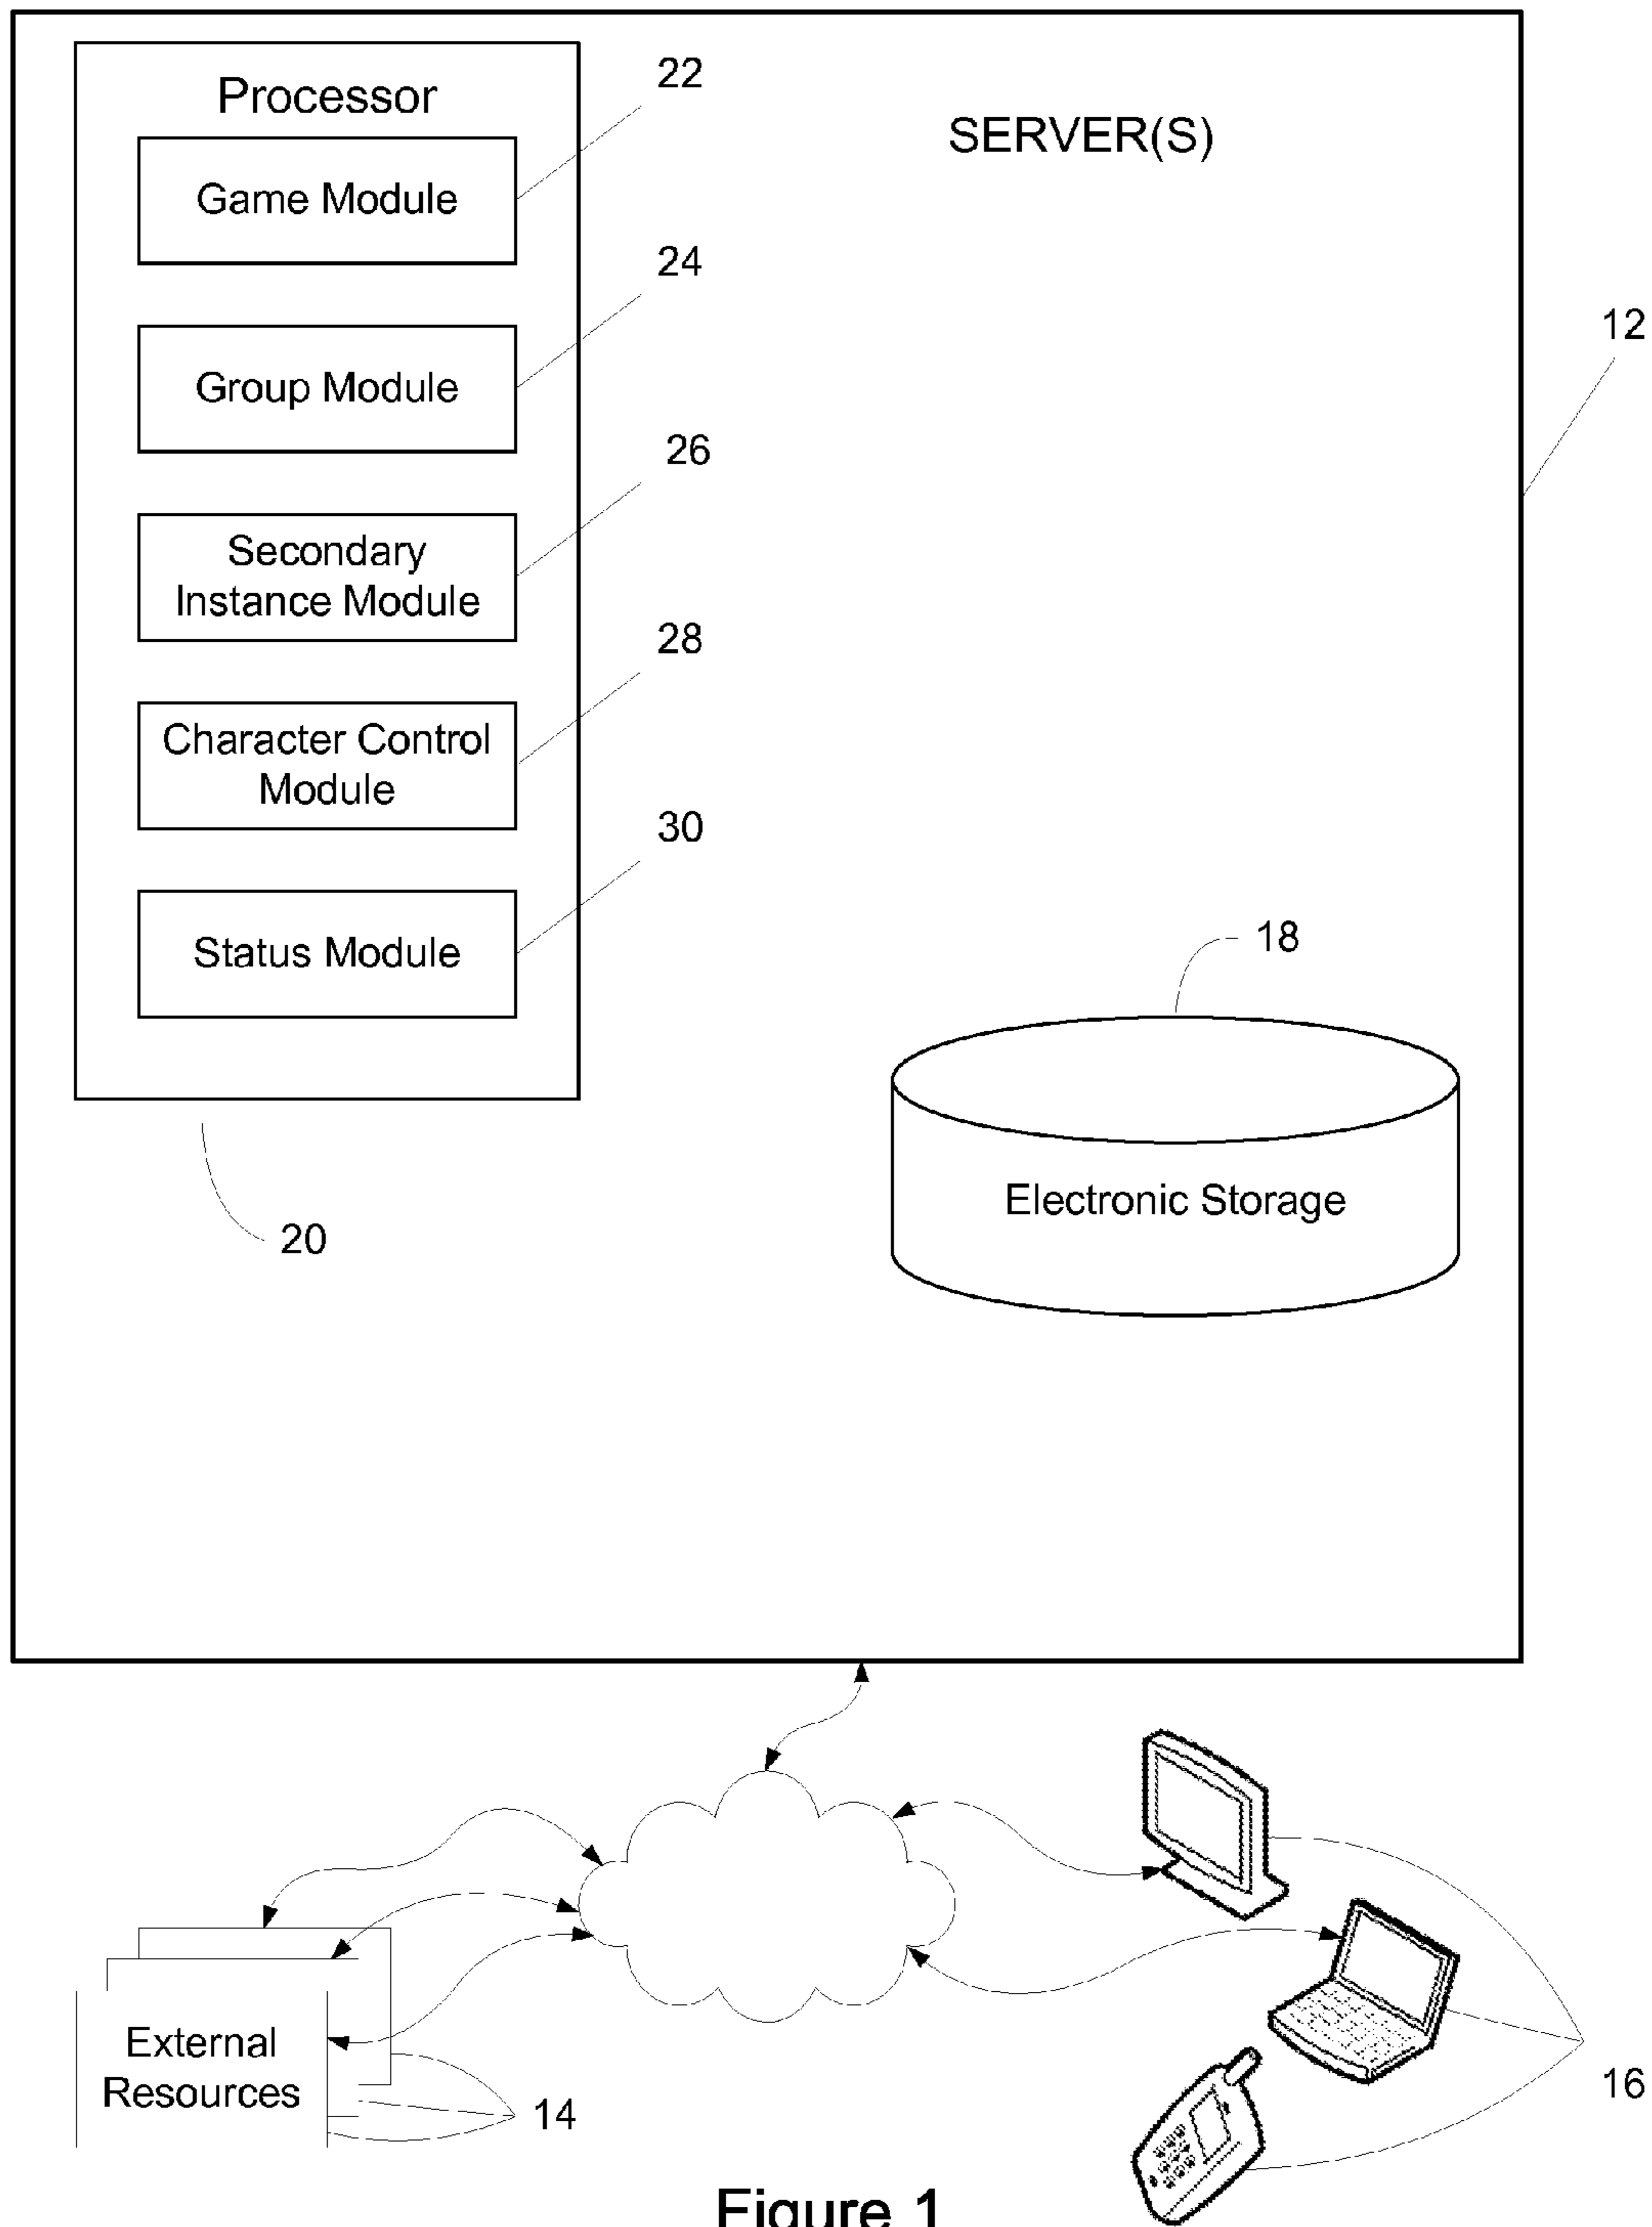 Processor
SERVER(S)
22
Game Module
24
Group Module
12
26
Secondary
Instance Module
28
Character Control
Module
30
Status Module
18
Electronic Storage
20
External
Resources
14
16
Figure 1